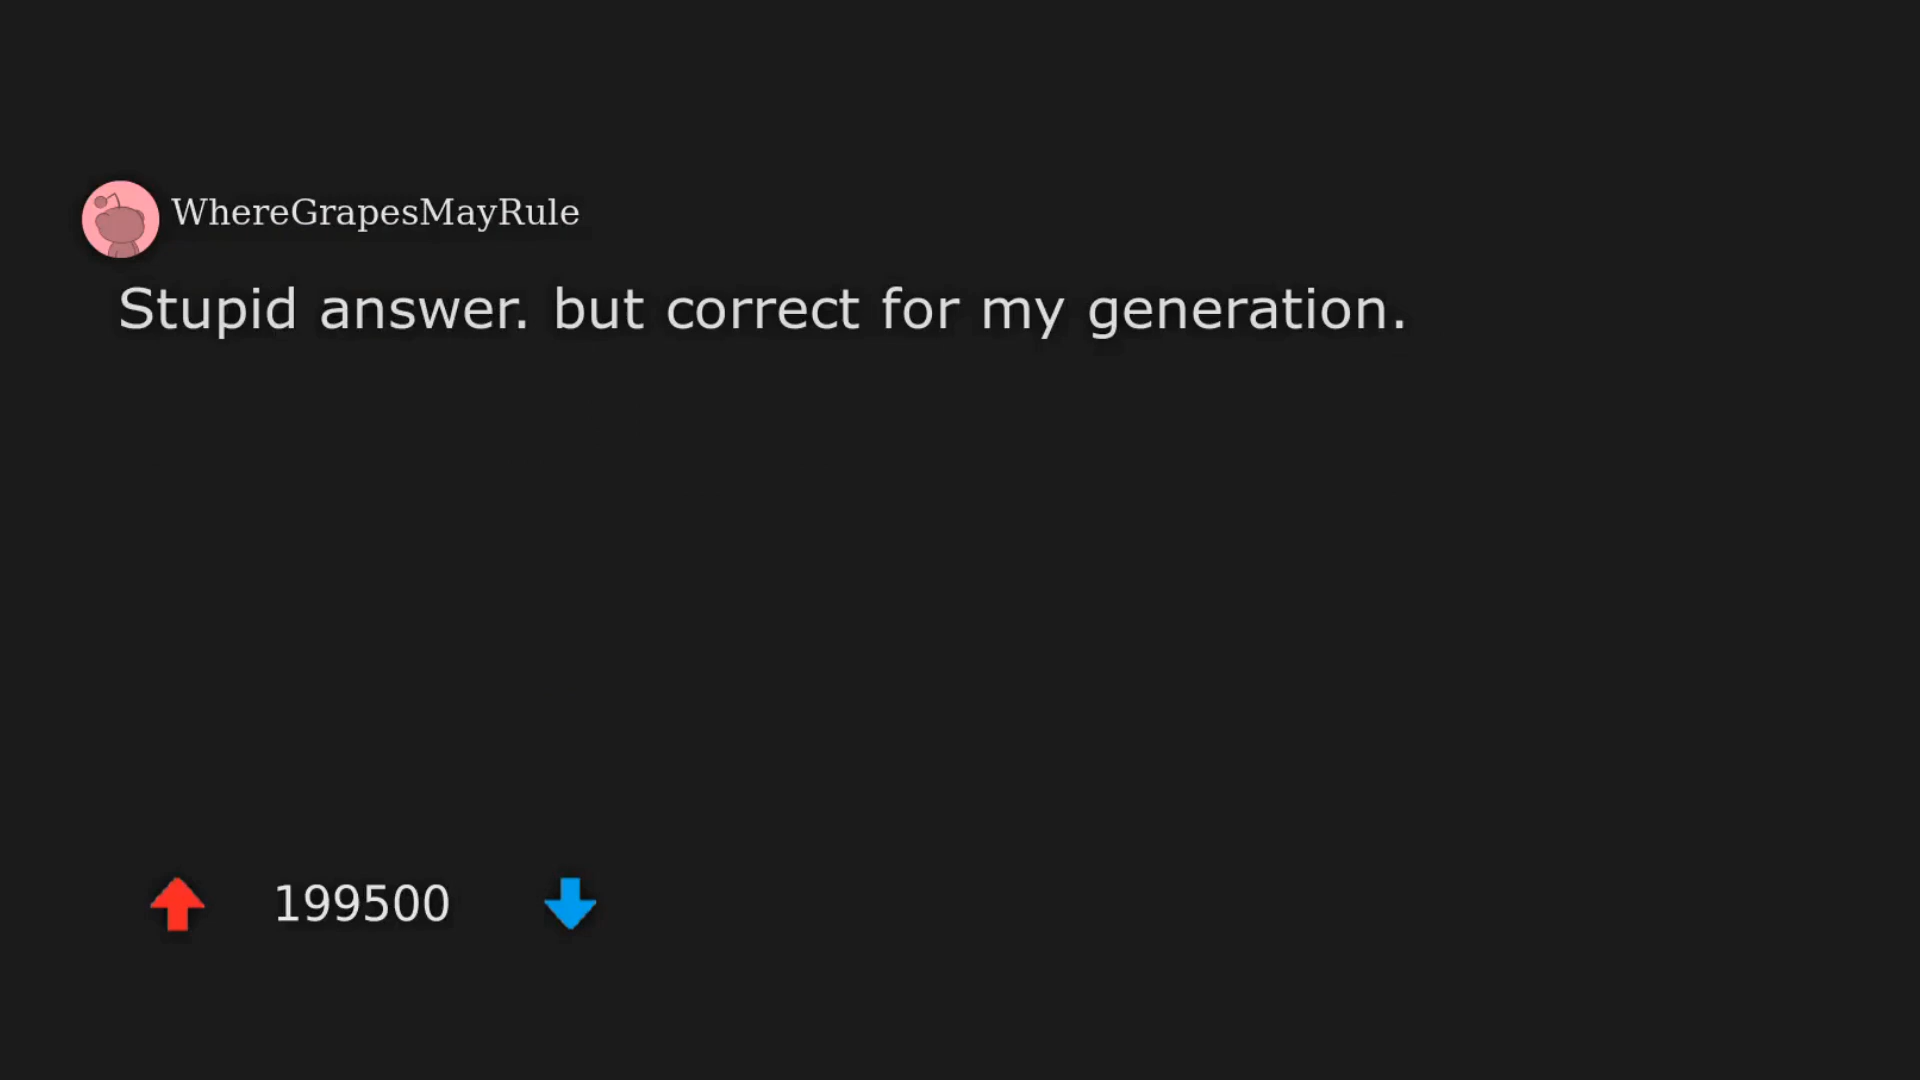 WhereGrapesMayRule
Stupid answer. but correct for my generation.
199500